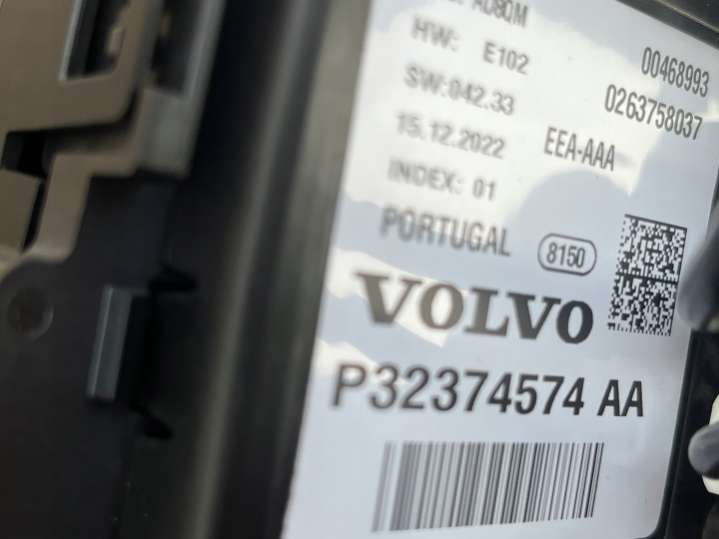 AD8QM
HW: E102 00468993
SW:042.33 0263758037
15.12.2022 EEA-AAA
INDEX: 01
PORTUGAL 8150
VOLVO
P32374574 AA